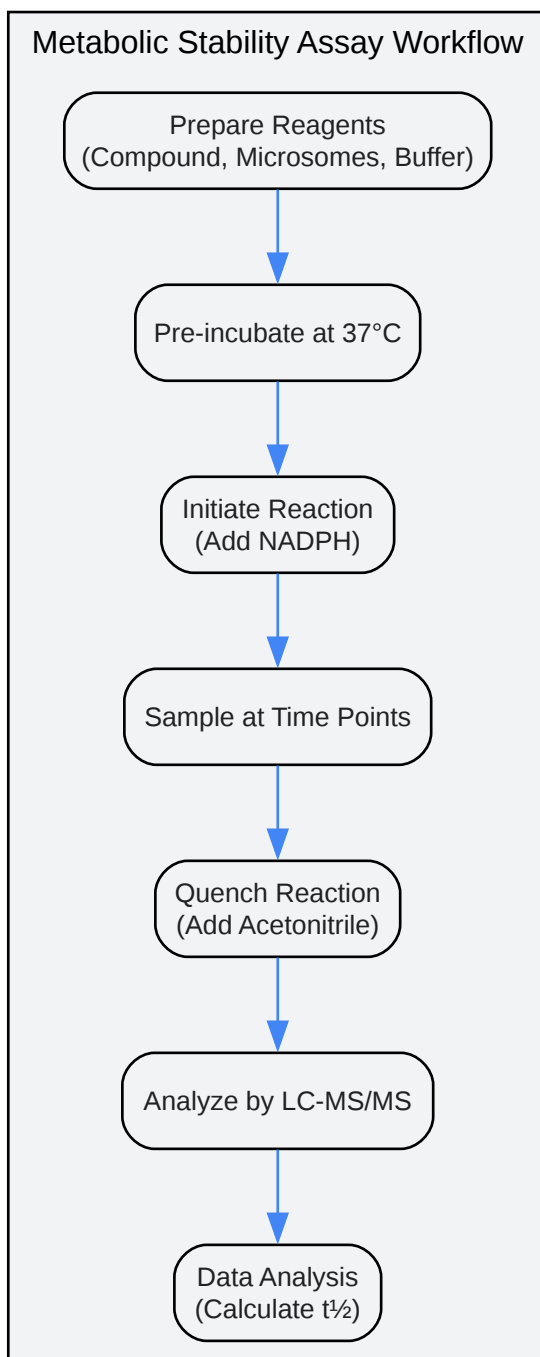 Metabolic Stability Assay Workflow
Prepare Reagents
(Compound, Microsomes, Buffer)
Pre-incubate at 37°C
Initiate Reaction
(Add NADPH)
Sample at Time Points
Quench Reaction
(Add Acetonitrile)
Analyze by LC-MS/MS
Data Analysis
(Calculate t½)